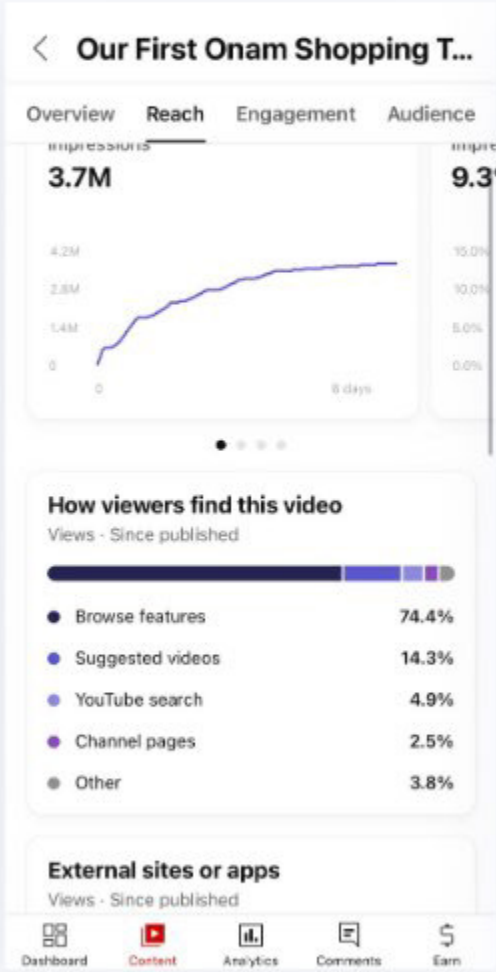 Our First Onam Shopping T...
Overview Reach Engagement Audience
Impressions
3.7M
9.3
4.2M
2.8M
1.4M
0
0
8 days
15.0%
10.0%
5.0%
0.0%
How viewers find this video
Views · Since published
Browse features 74.4%
Suggested videos 14.3%
YouTube search 4.9%
Channel pages 2.5%
Other 3.8%
External sites or apps
Views · Since published
Dashboard Content Analytics Comments Earn